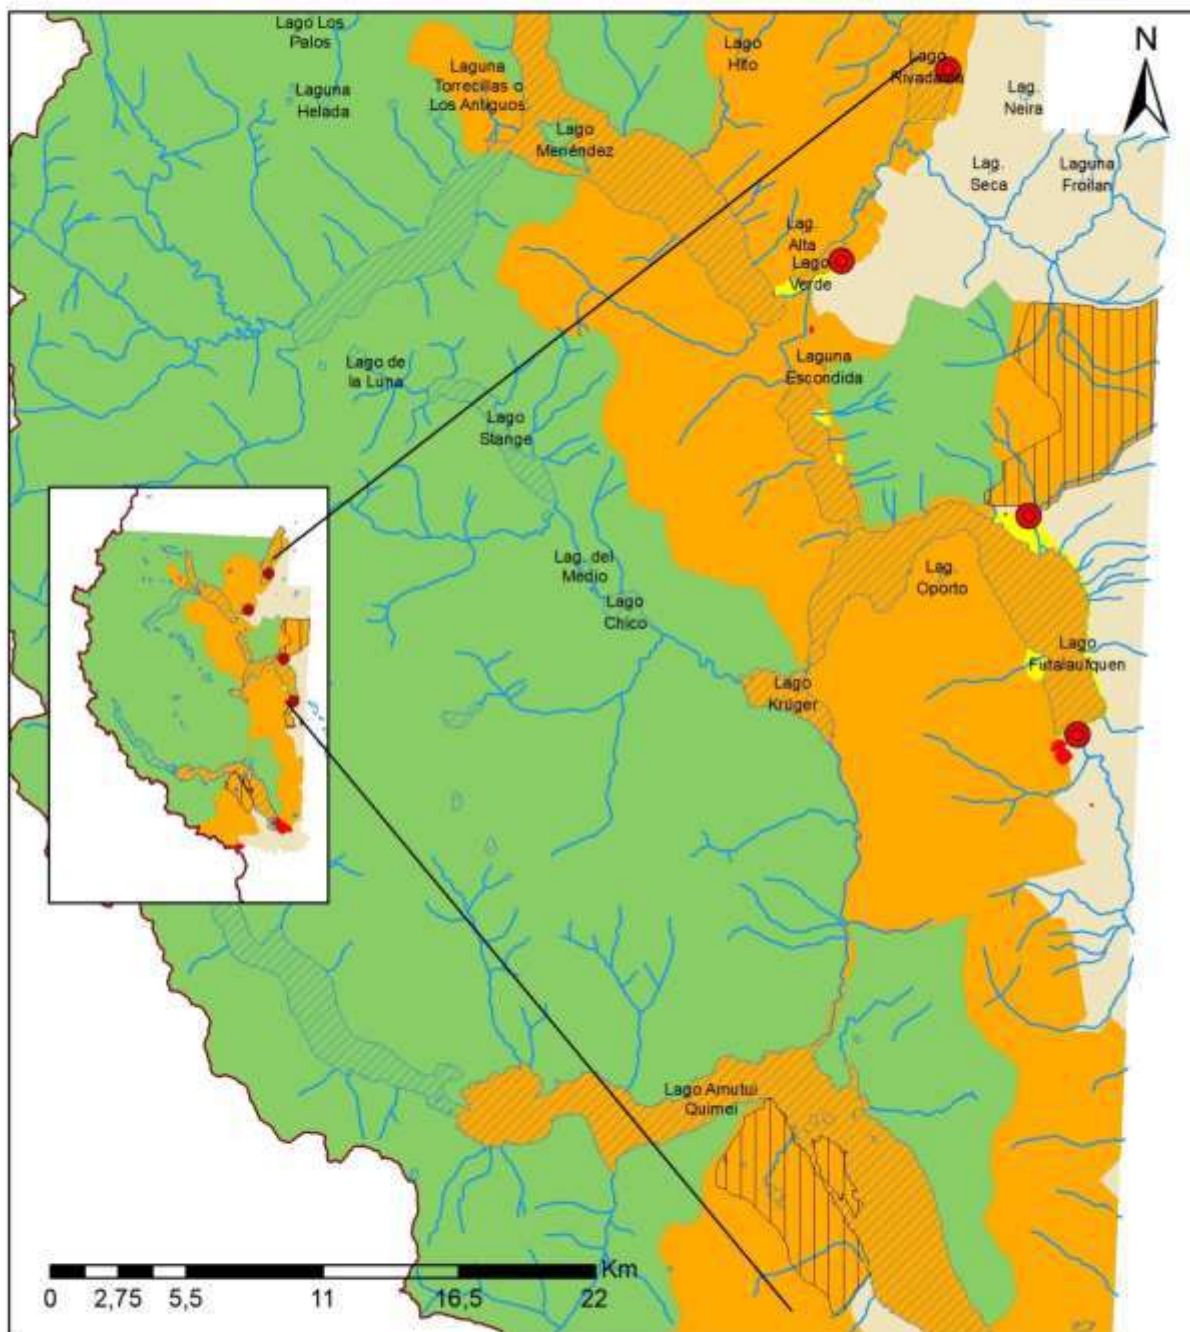 Lago Los
Palos
Laguna
Helada
Laguna
Torrecillas o
Los Antiguos
Lago
Menéndez
Lago
Hito
Lago
Rivadavia
N
Lag.
Neira
Lag.
Seca
Laguna
Froilan
Lag.
Alta
Lago
Verde
Lago de
la Luna
Lago
Stange
Laguna
Escondida
Lag. del
Medio
Lago
Chico
Lag.
Oporto
Lago
Futalaufquen
Lago
Krüger
Lago Amutui
Quimei
Km
0 2,75 5,5 11 16,5 22